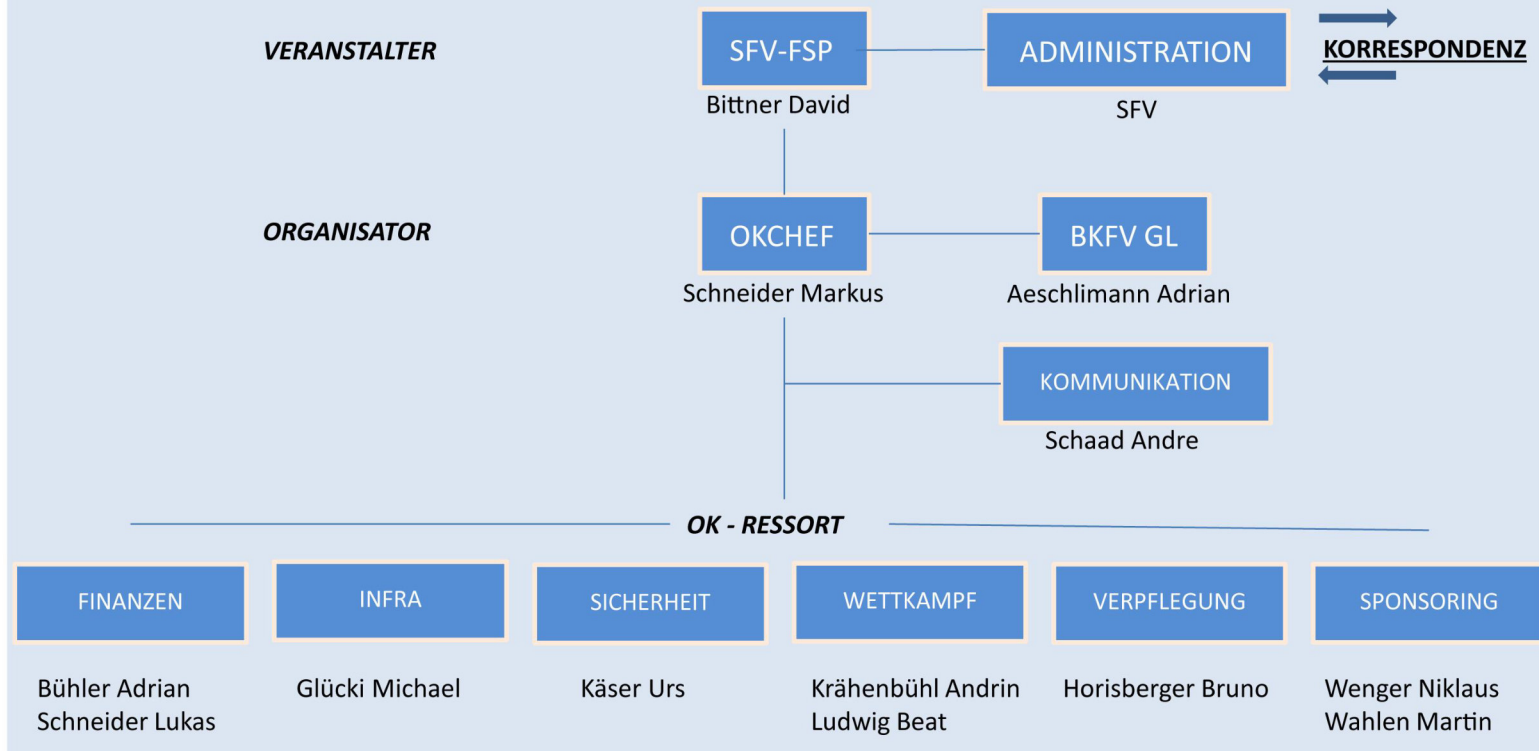 VERANSTALTER
SFV-FSP
ADMINISTRATION
KORRESPONDENZ
Bittner David
SFV
ORGANISATOR
OKCHEF
BKFV GL
Schneider Markus
Aeschlimann Adrian
KOMMUNIKATION
Schaad Andre
OK - RESSORT
FINANZEN
INFRA
SICHERHEIT
WETTKAMPF
VERPFLEGUNG
SPONSORING
Bühler Adrian
Schneider Lukas
Glücki Michael
Käser Urs
Krähenbühl Andrin
Ludwig Beat
Horisberger Bruno
Wenger Niklaus
Wahlen Martin